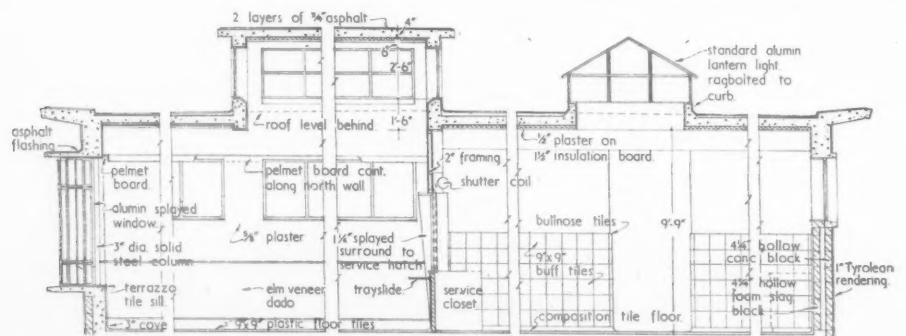 2 layers of ¾" asphalt
4"
6"
2'-6"
1'-6"
standard alumin
lantern light
ragbolted to
curb.
asphalt
flashing
roof level behind
½" plaster on
1½" insulation board.
pelmet
board.
pelmet board cont.
along north wall
2" framing
shutter coil
alumin splayed
window
bullnose tiles
9'-9"
⅝" plaster
1¼" splayed
surround to
service hatch
3" dia. solid
steel column
9"x9"
buff tiles
4¼" hollow
conc block
1" Tyrolean
rendering.
terrazzo
tile sill.
elm veneer
dado
trayslide
service
closet
4¼" hollow
foam slag
block
3" cove
9"x9" plastic floor tiles
composition tile floor.